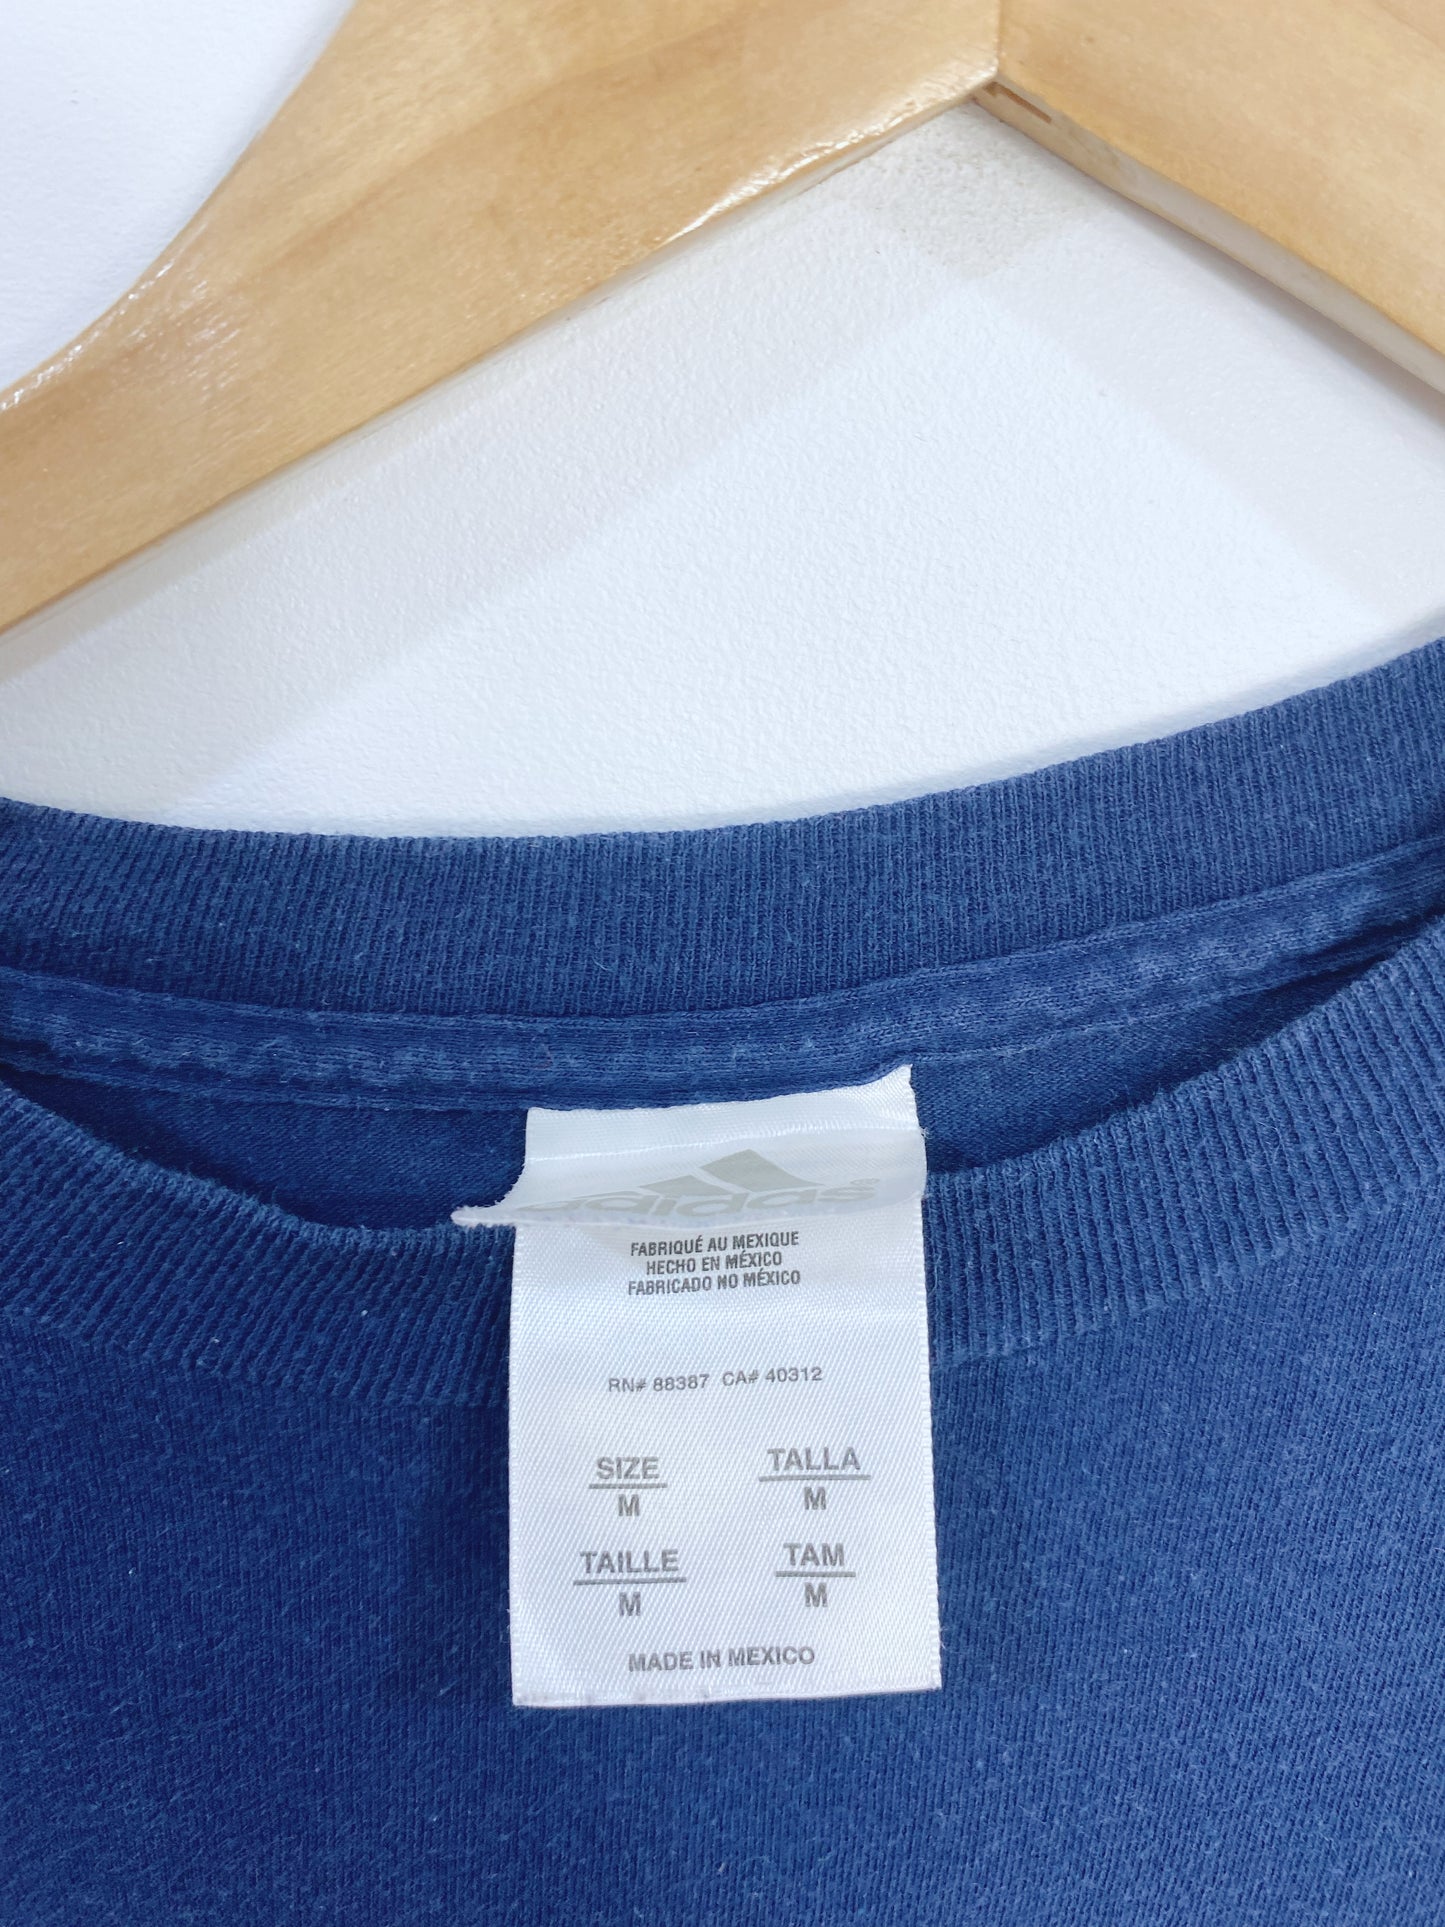 adidas®
FABRIQUÉ AU MEXIQUE
HECHO EN MÉXICO
FABRICADO NO MÉXICO
RN# 88387 CA# 40312
SIZE TALLA
M M
TAILLE TAM
M M
MADE IN MEXICO